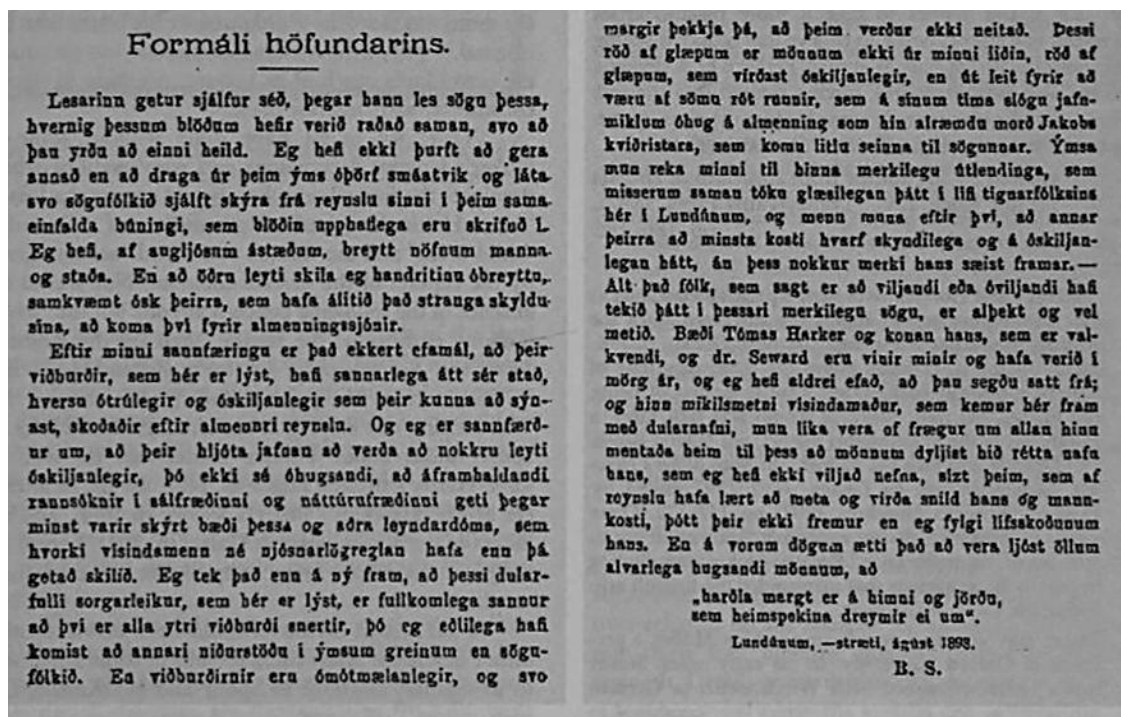 Formáli höfundarins.
Lesarinn getur sjálfur séð, þegar hann les sögu þessa,
hvernig þessum blöðum hefir verið raðað saman, svo að
þau yrðu að einni heild. Eg hefi ekki þurft að gera
annað en að draga úr þeim ýms óþörf smáatvik og láta
svo sögufólkið sjálft skýra frá reynslu sinni í þeim sama
einfalda búningi, sem blöðin upphaflega eru skrifuð í.
Eg hefi, af augljósum ástæðum, breytt nöfnum manna
og staða. En að öðru leyti skila eg handritinu óbreyttu,
samkvæmt ósk þeirra, sem hafa álitið það stranga skyldu
sína, að koma því fyrir almenningssjónir.
Eftir minni sannfæringu er það ekkert efamál, að þeir
viðburðir, sem hér er lýst, hafi sannarlega átt sér stað,
hversu ótrúlegir og óskiljanlegir sem þeir kunna að sýn-
ast, skoðaðir eftir almennri reynslu. Og eg er sannfærð-
ur um, að þeir hljóta jafnan að verða að nokkru leyti
óskiljanlegir, þó ekki sé óhugsandi, að áframhaldandi
rannsóknir í sálfræðinni og náttúrufræðinni geti þegar
minst varir skýrt bæði þessa og aðra leyndardóma, sem
hvorki vísindamenn né njósnarlögreglan hafa enn þá
getað skilið. Eg tek það enn á ný fram, að þessi dular-
fulli sorgarleikur, sem hér er lýst, er fullkomlega sannur
að því er alla ytri viðburði snertir, þó eg eðlilega hafi
komist að annari niðurstöðu í ýmsum greinum en sögu-
fólkið. En viðburðirnir eru ómótmælanlegir, og svo
margir þekkja þá, að þeim verður ekki neitað. Þessi
röð af glæpum er mönnum ekki úr minni liðin, röð af
glæpum, sem virðast óskiljanlegir, en út leit fyrir að
væru af sömu rót runnir, sem á sínum tíma slógu jafn-
miklum óhug á almenning sem hin alræmdu morð Jakobs
kviðristara, sem komu litlu seinna til sögunnar. Ýmsa
mun reka minni til hinna merkilegu útlendinga, sem
misserum saman tóku glæsilegan þátt í lífi tignarfólksins
hér í Lundúnum, og menn muna eftir því, að annar
þeirra að minsta kosti hvarf skyndilega og á óskiljan-
legan hátt, án þess nokkur merki hans sæist framar.—
Alt það fólk, sem sagt er að viljandi eða óviljandi hafi
tekið þátt í þessari merkilegu sögu, er alþekt og vel
metið. Bæði Tómas Harker og konan hans, sem er val-
kvendi, og dr. Seward eru vinir mínir og hafa verið í
mörg ár, og eg hefi aldrei efað, að þau segðu satt frá;
og hinn mikilsmetni vísindamaður, sem kemur hér fram
með dularnafni, mun líka vera of frægur um allan hinn
mentaða heim til þess að mönnum dyljist hið rétta nafn
hans, sem eg hefi ekki viljað nefna, sízt þeim, sem af
reynslu hafa lært að meta og virða snild hans og mann-
kosti, þótt þeir ekki fremur en eg fylgi lífsskoðunum
hans. En á vorum dögum ætti það að vera ljóst öllum
alvarlega hugsandi mönnum, að
„harðla margt er á himni og jörðu,
sem heimspekina dreymir ei um“.
Lundúnum, —stræti, ágúst 1898.
B. S.